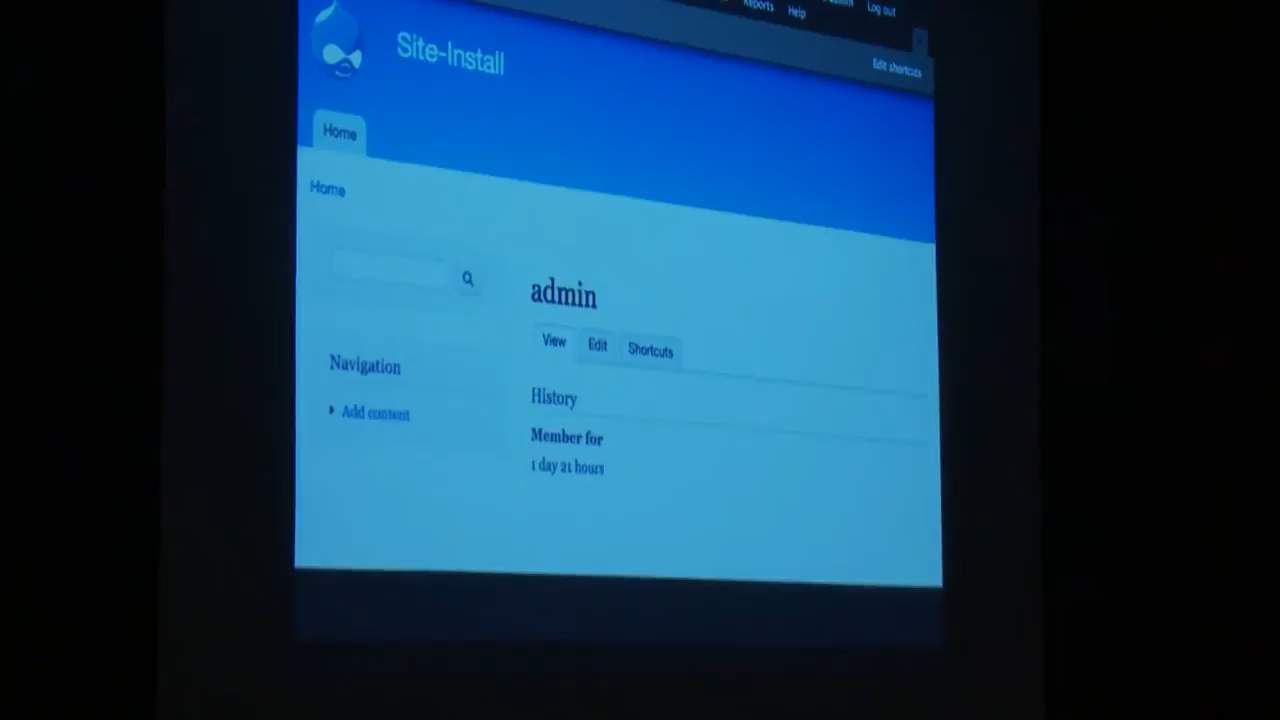 Reports Help Log out
Edit shortcuts
Site-Install
Home
Home
admin
View Edit Shortcuts
Navigation
Add content
History
Member for
1 day 21 hours